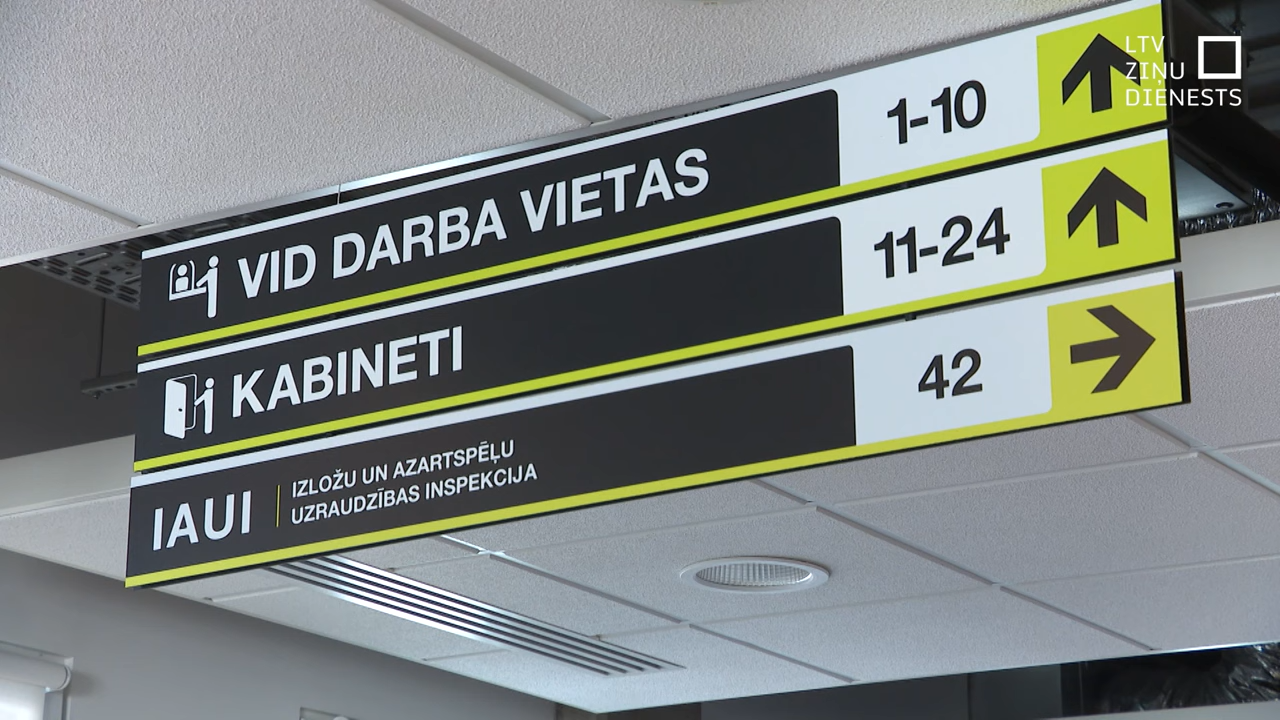 LTV
ZIŅU
DIENESTS
VID DARBA VIETAS 1-10
KABINETI 11-24
IAUI IZLOŽU UN AZARTSPĒĻU
UZRAUDZĪBAS INSPEKCIJA 42